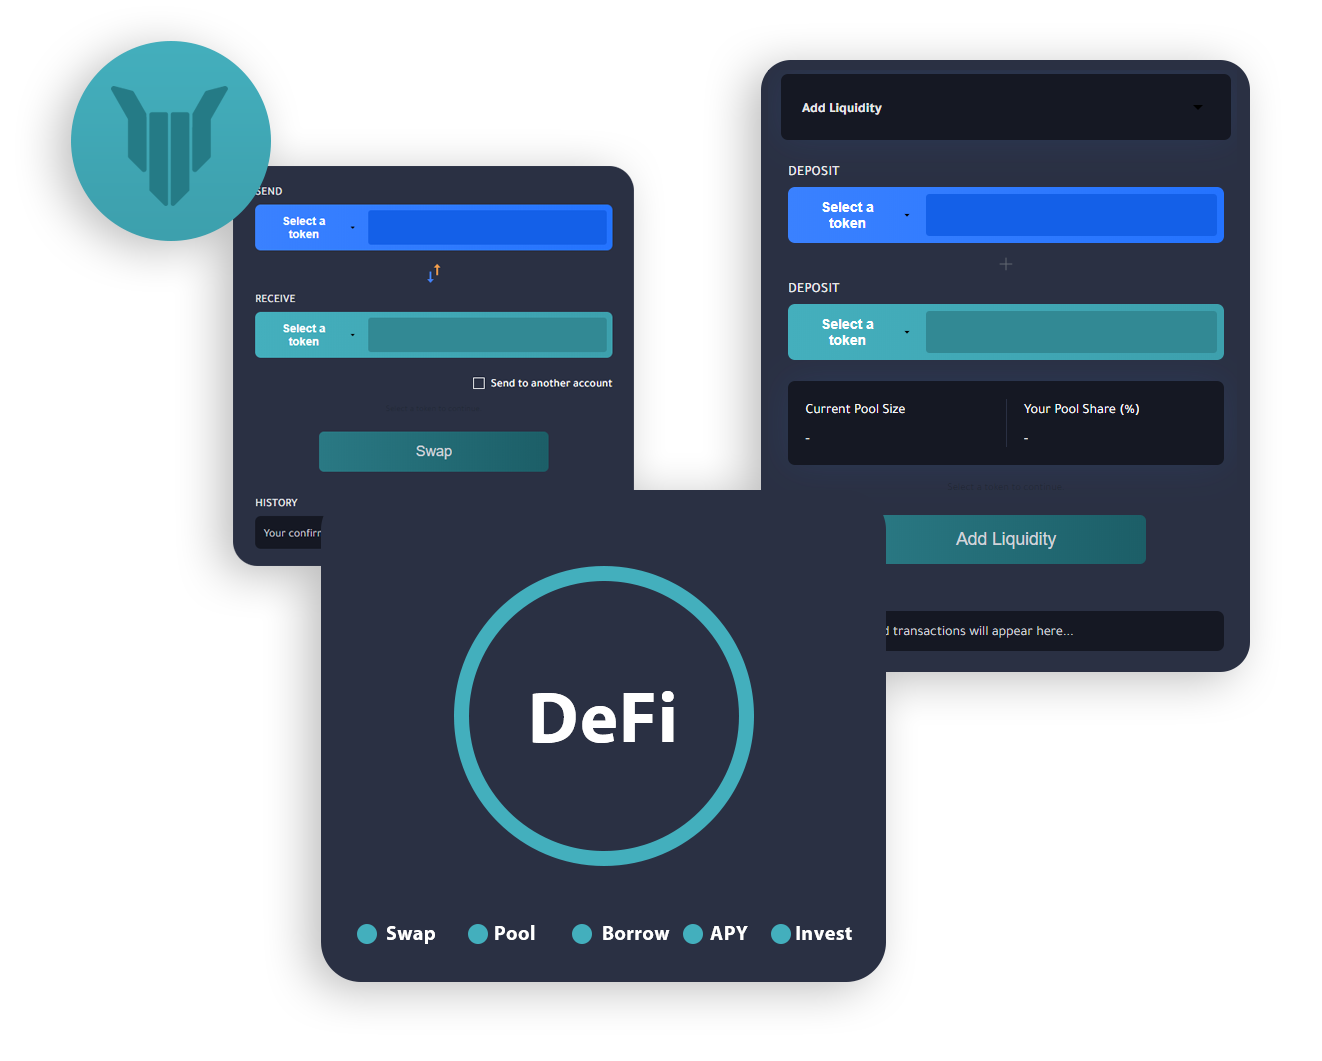 SEND
Select a
token
RECEIVE
Select a
token
Send to another account
Swap
HISTORY
Your
Add Liquidity
DEPOSIT
Select a
token
+
DEPOSIT
Select a
token
Current Pool Size
Your Pool Share (%)
-
-
Add Liquidity
transactions will appear here...
DeFi
Swap
Pool
Borrow
APY
Invest